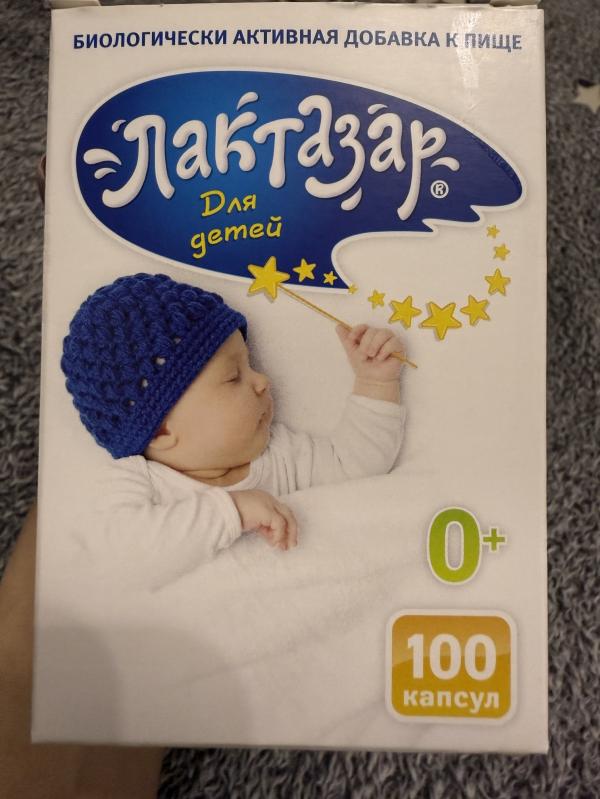 БИОЛОГИЧЕСКИ АКТИВНАЯ ДОБАВКА К ПИЩЕ
Лактазар®
Для
детей
0+
100
капсул